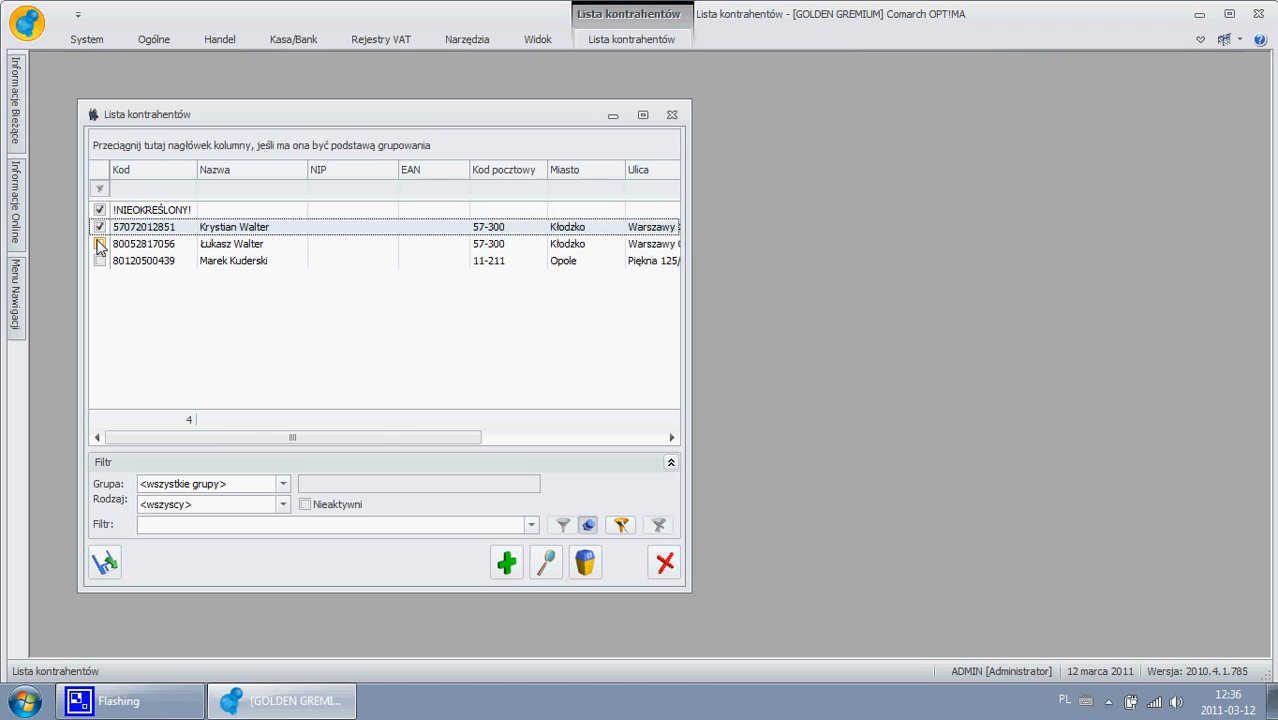 Lista kontrahentów Lista kontrahentów - [GOLDEN GREMIUM] Comarch OPT!MA
System Ogólne Handel Kasa/Bank Rejestry VAT Narzędzia Widok Lista kontrahentów
Informacje Bieżące
Informacje Online
Menu Nawigacji
Lista kontrahentów
Przeciągnij tutaj nagłówek kolumny, jeśli ma ona być podstawą grupowania
Kod Nazwa NIP EAN Kod pocztowy Miasto Ulica
!NIEOKREŚLONY!
57072012851 Krystian Walter 57-300 Kłodzko Warszawy
80052817056 Łukasz Walter 57-300 Kłodzko Warszawy
80120500439 Marek Kuderski 11-211 Opole Piękna 125/
4
Filtr
Grupa: <wszystkie grupy>
Rodzaj: <wszyscy> Nieaktywni
Filtr:
Lista kontrahentów ADMIN [Administrator] 12 marca 2011 Wersja: 2010.4.1.785
Flashing [GOLDEN GREMI... PL 12:36
2011-03-12